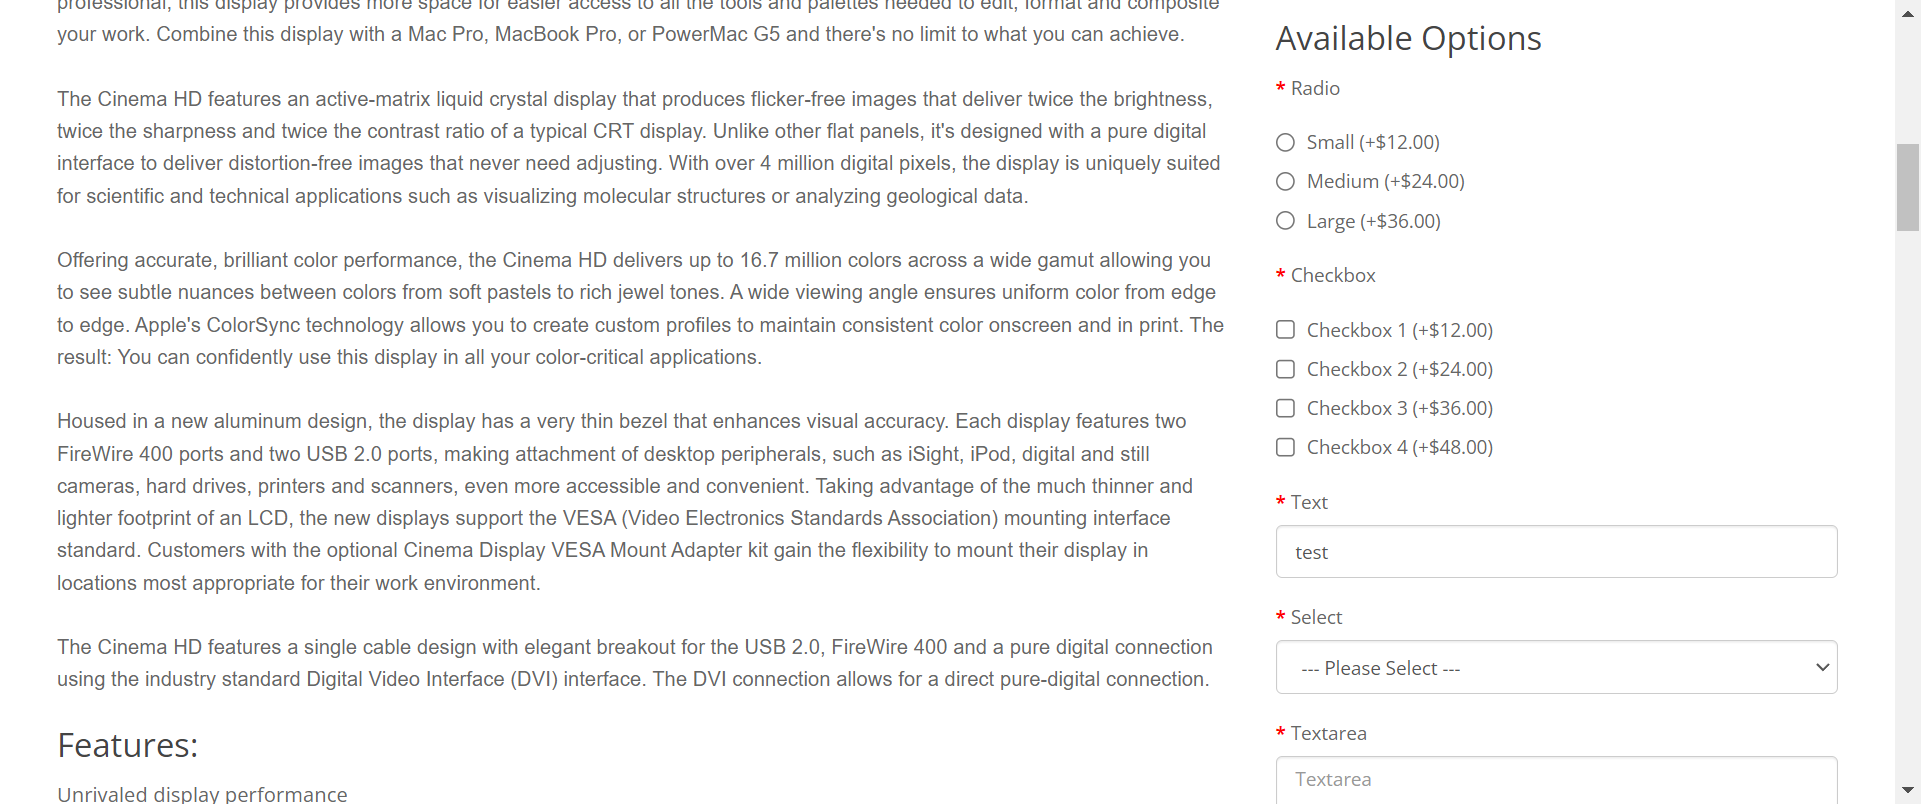 professional, this display provides more space for easier access to all the tools and palettes needed to edit, format and composite
your work. Combine this display with a Mac Pro, MacBook Pro, or PowerMac G5 and there's no limit to what you can achieve.
The Cinema HD features an active-matrix liquid crystal display that produces flicker-free images that deliver twice the brightness,
twice the sharpness and twice the contrast ratio of a typical CRT display. Unlike other flat panels, it's designed with a pure digital
interface to deliver distortion-free images that never need adjusting. With over 4 million digital pixels, the display is uniquely suited
for scientific and technical applications such as visualizing molecular structures or analyzing geological data.
Offering accurate, brilliant color performance, the Cinema HD delivers up to 16.7 million colors across a wide gamut allowing you
to see subtle nuances between colors from soft pastels to rich jewel tones. A wide viewing angle ensures uniform color from edge
to edge. Apple's ColorSync technology allows you to create custom profiles to maintain consistent color onscreen and in print. The
result: You can confidently use this display in all your color-critical applications.
Housed in a new aluminum design, the display has a very thin bezel that enhances visual accuracy. Each display features two
FireWire 400 ports and two USB 2.0 ports, making attachment of desktop peripherals, such as iSight, iPod, digital and still
cameras, hard drives, printers and scanners, even more accessible and convenient. Taking advantage of the much thinner and
lighter footprint of an LCD, the new displays support the VESA (Video Electronics Standards Association) mounting interface
standard. Customers with the optional Cinema Display VESA Mount Adapter kit gain the flexibility to mount their display in
locations most appropriate for their work environment.
The Cinema HD features a single cable design with elegant breakout for the USB 2.0, FireWire 400 and a pure digital connection
using the industry standard Digital Video Interface (DVI) interface. The DVI connection allows for a direct pure-digital connection.
Features:
Unrivaled display performance
Available Options
* Radio
Small (+$12.00)
Medium (+$24.00)
Large (+$36.00)
* Checkbox
Checkbox 1 (+$12.00)
Checkbox 2 (+$24.00)
Checkbox 3 (+$36.00)
Checkbox 4 (+$48.00)
* Text
test
* Select
--- Please Select ---
* Textarea
Textarea